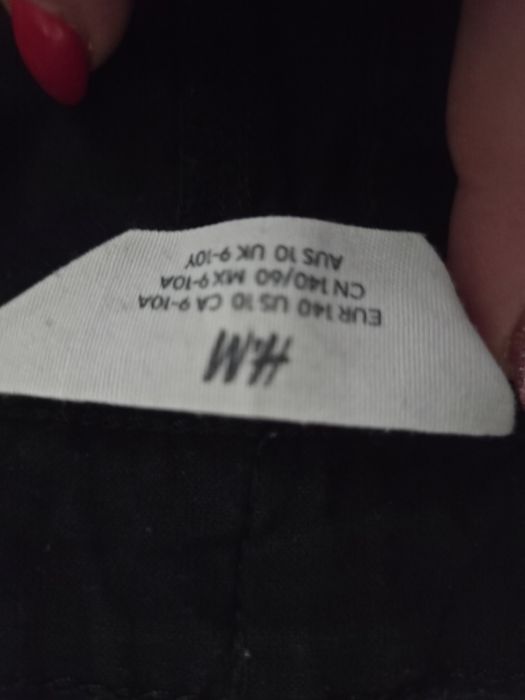 H&M
EUR 140 US 10 CA 9-10A
CN 140/60 MX 9-10A
AUS 10 UK 9-10Y